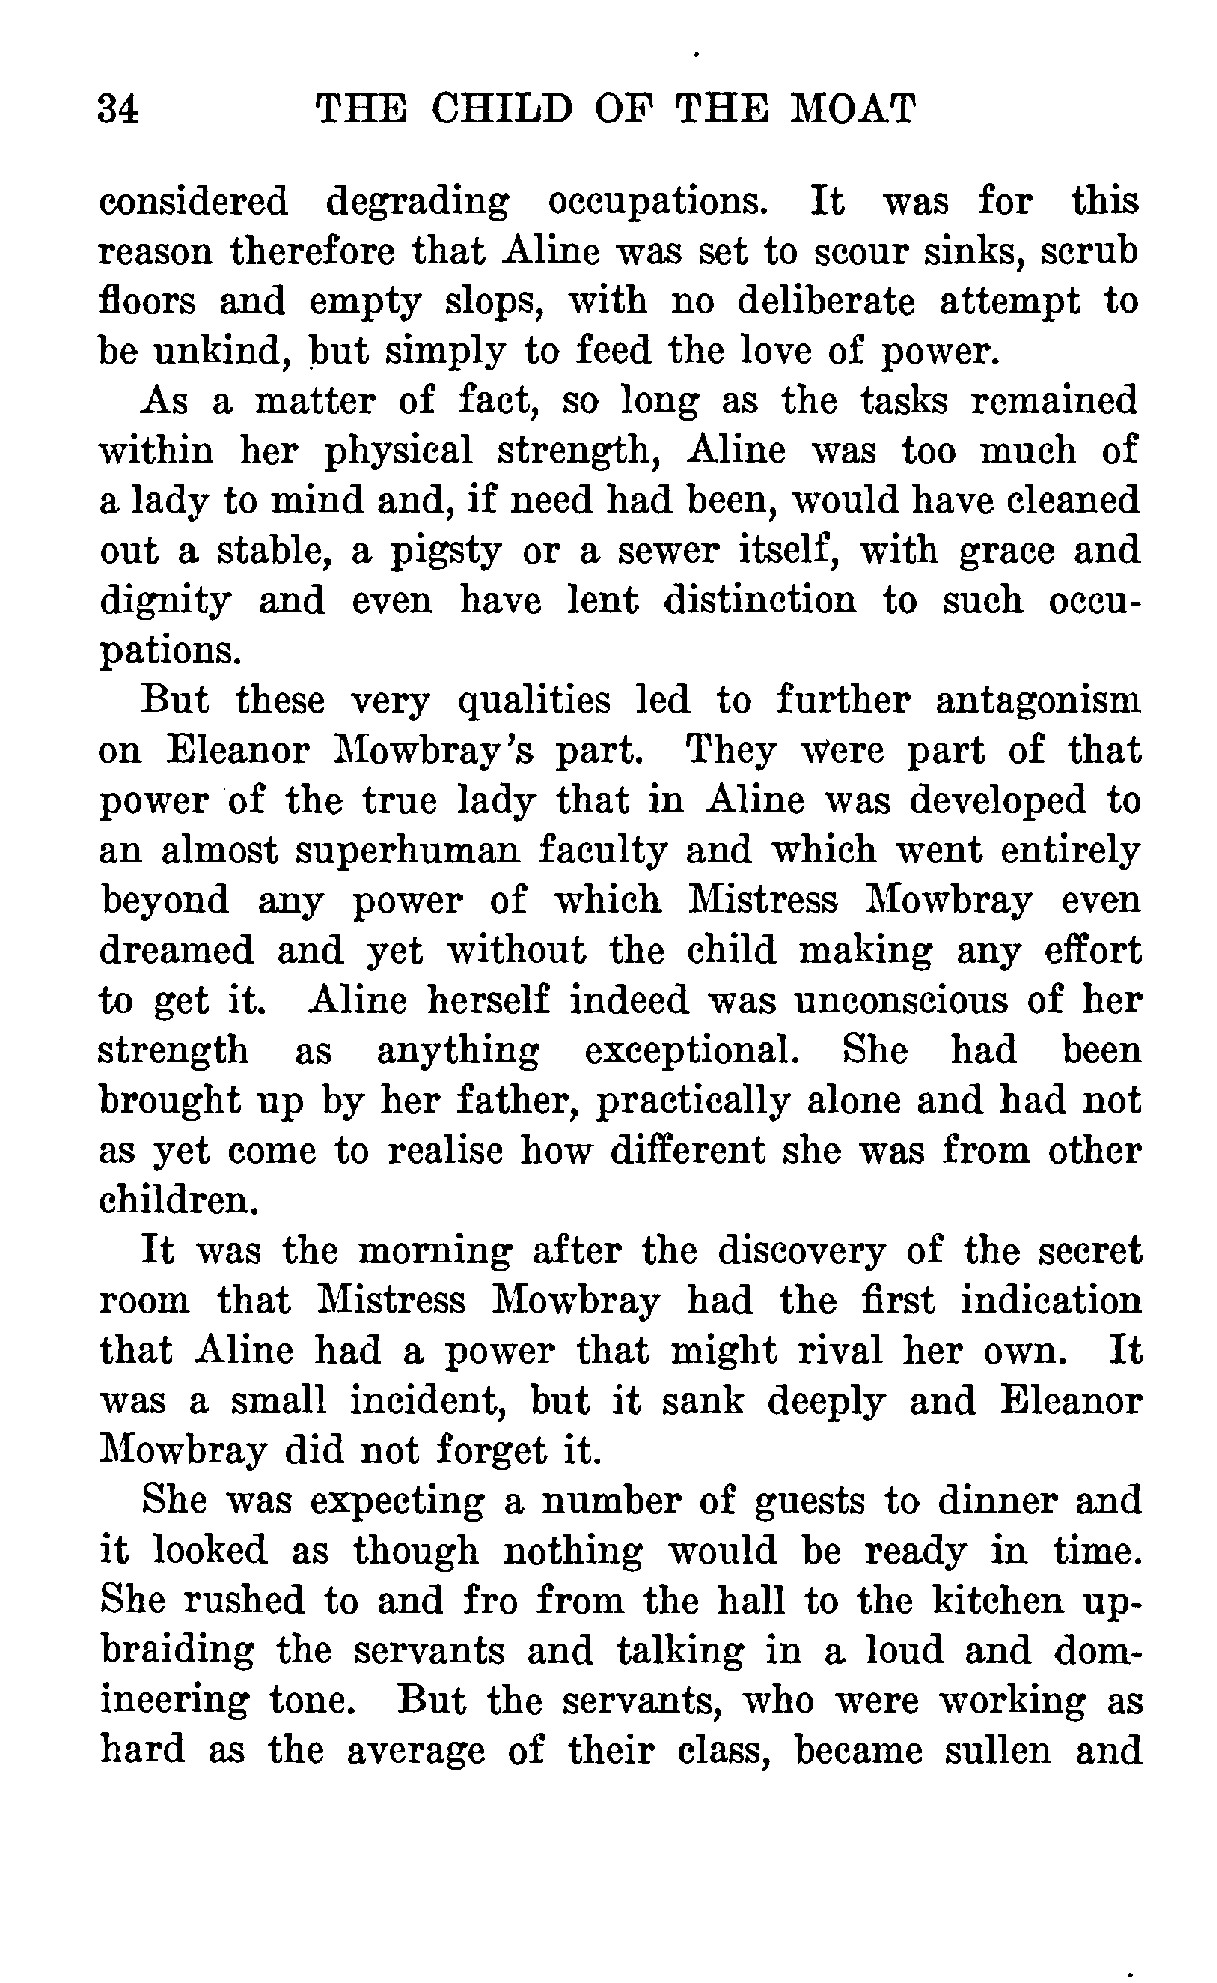 34 THE CHILD OF THE MOAT
considered degrading occupations. It was for this
reason therefore that Aline was set to scour sinks, scrub
floors and empty slops, with no deliberate attempt to
be unkind, but simply to feed the love of power.
As a matter of fact, so long as the tasks remained
within her physical strength, Aline was too much of
a lady to mind and, if need had been, would have cleaned
out a stable, a pigsty or a sewer itself, with grace and
dignity and even have lent distinction to such occu-
pations.
But these very qualities led to further antagonism
on Eleanor Mowbray's part. They were part of that
power of the true lady that in Aline was developed to
an almost superhuman faculty and which went entirely
beyond any power of which Mistress Mowbray even
dreamed and yet without the child making any effort
to get it. Aline herself indeed was unconscious of her
strength as anything exceptional. She had been
brought up by her father, practically alone and had not
as yet come to realise how different she was from other
children.
It was the morning after the discovery of the secret
room that Mistress Mowbray had the first indication
that Aline had a power that might rival her own. It
was a small incident, but it sank deeply and Eleanor
Mowbray did not forget it.
She was expecting a number of guests to dinner and
it looked as though nothing would be ready in time.
She rushed to and fro from the hall to the kitchen up-
braiding the servants and talking in a loud and dom-
ineering tone. But the servants, who were working as
hard as the average of their class, became sullen and